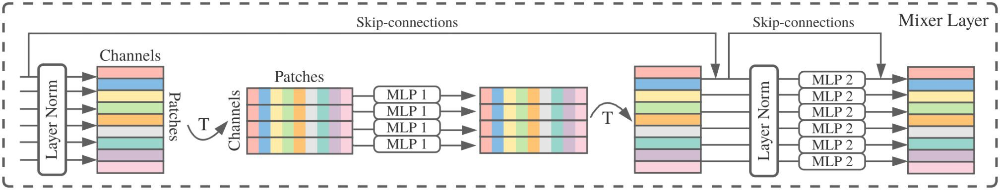 Skip-connections
Skip-connections
Mixer Layer
Channels
Layer Norm
Patches
T
Patches
Channels
MLP 1
MLP 1
MLP 1
MLP 1
T
Layer Norm
MLP 2
MLP 2
MLP 2
MLP 2
MLP 2
MLP 2